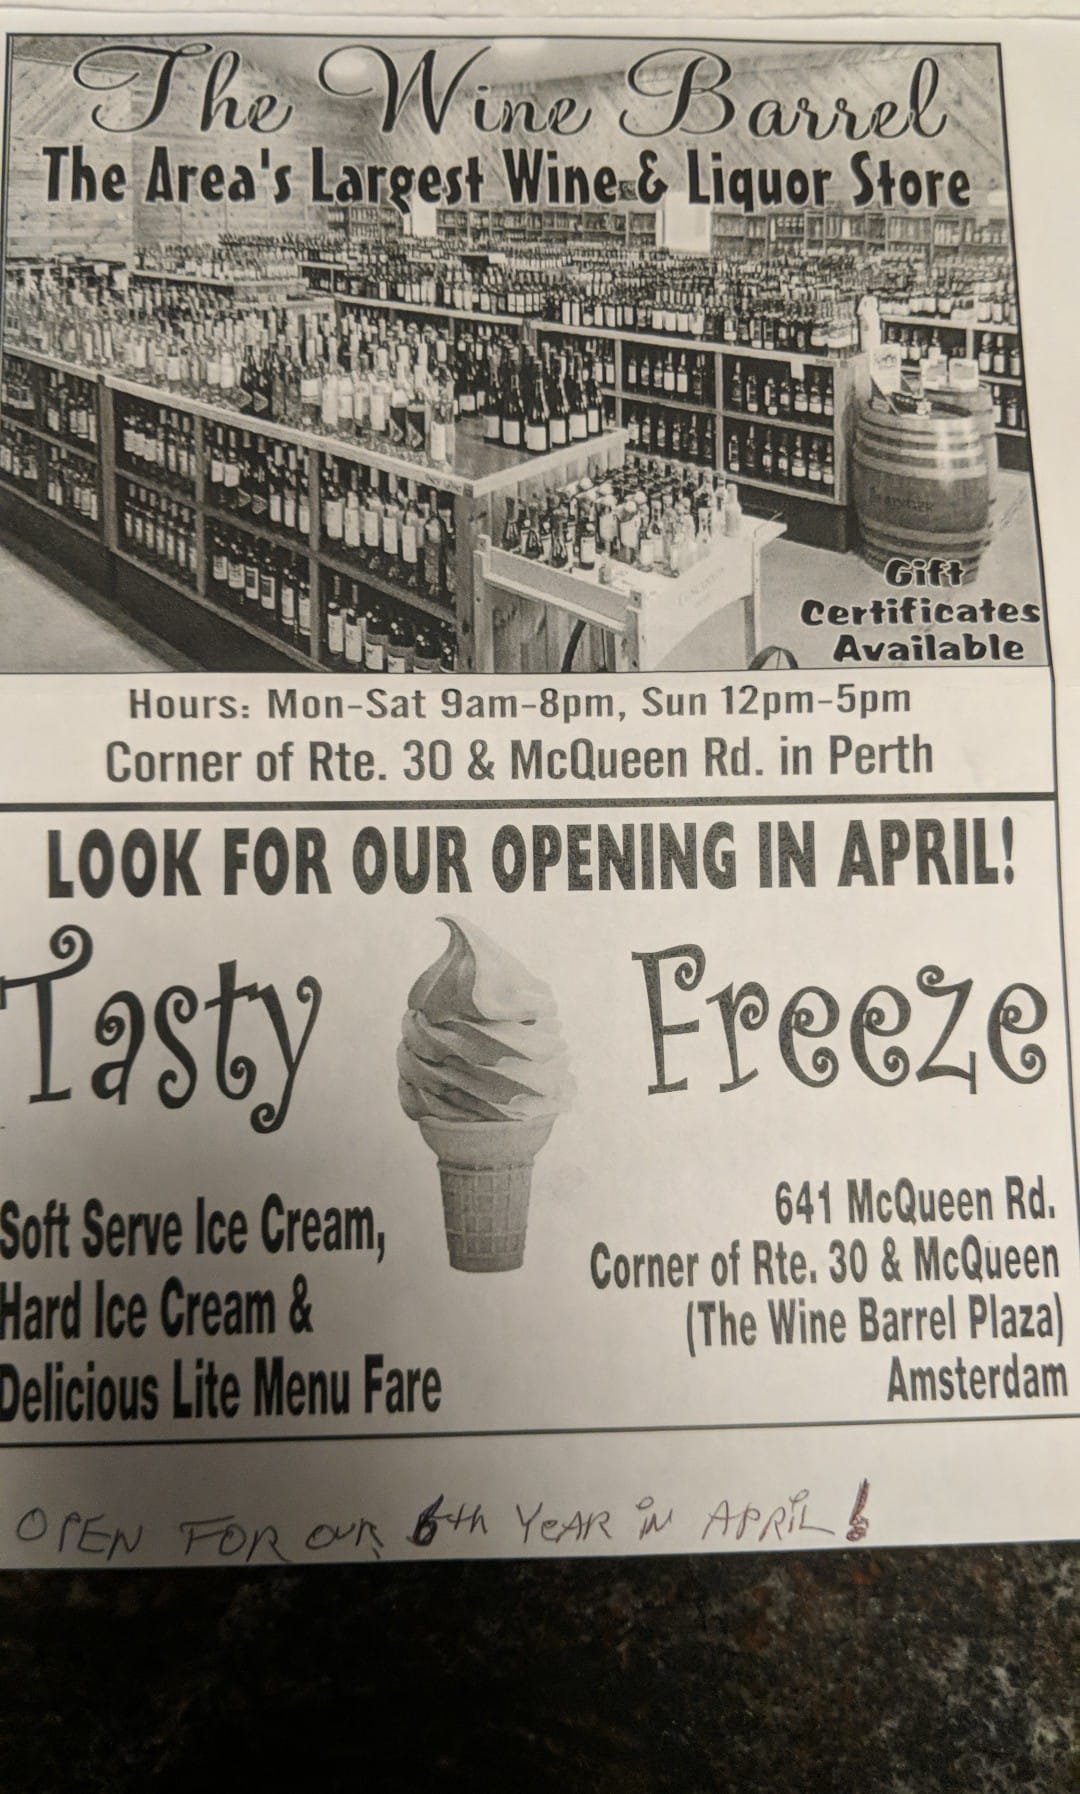 The Wine Barrel
The Area's Largest Wine & Liquor Store
Gift
Certificates
Available
Hours: Mon-Sat 9am-8pm, Sun 12pm-5pm
Corner of Rte. 30 & McQueen Rd. in Perth
LOOK FOR OUR OPENING IN APRIL!
Tasty Freeze
Soft Serve Ice Cream,
Hard Ice Cream &
Delicious Lite Menu Fare
641 McQueen Rd.
Corner of Rte. 30 & McQueen
(The Wine Barrel Plaza)
Amsterdam
OPEN FOR OUR 6th YEAR IN APRIL!